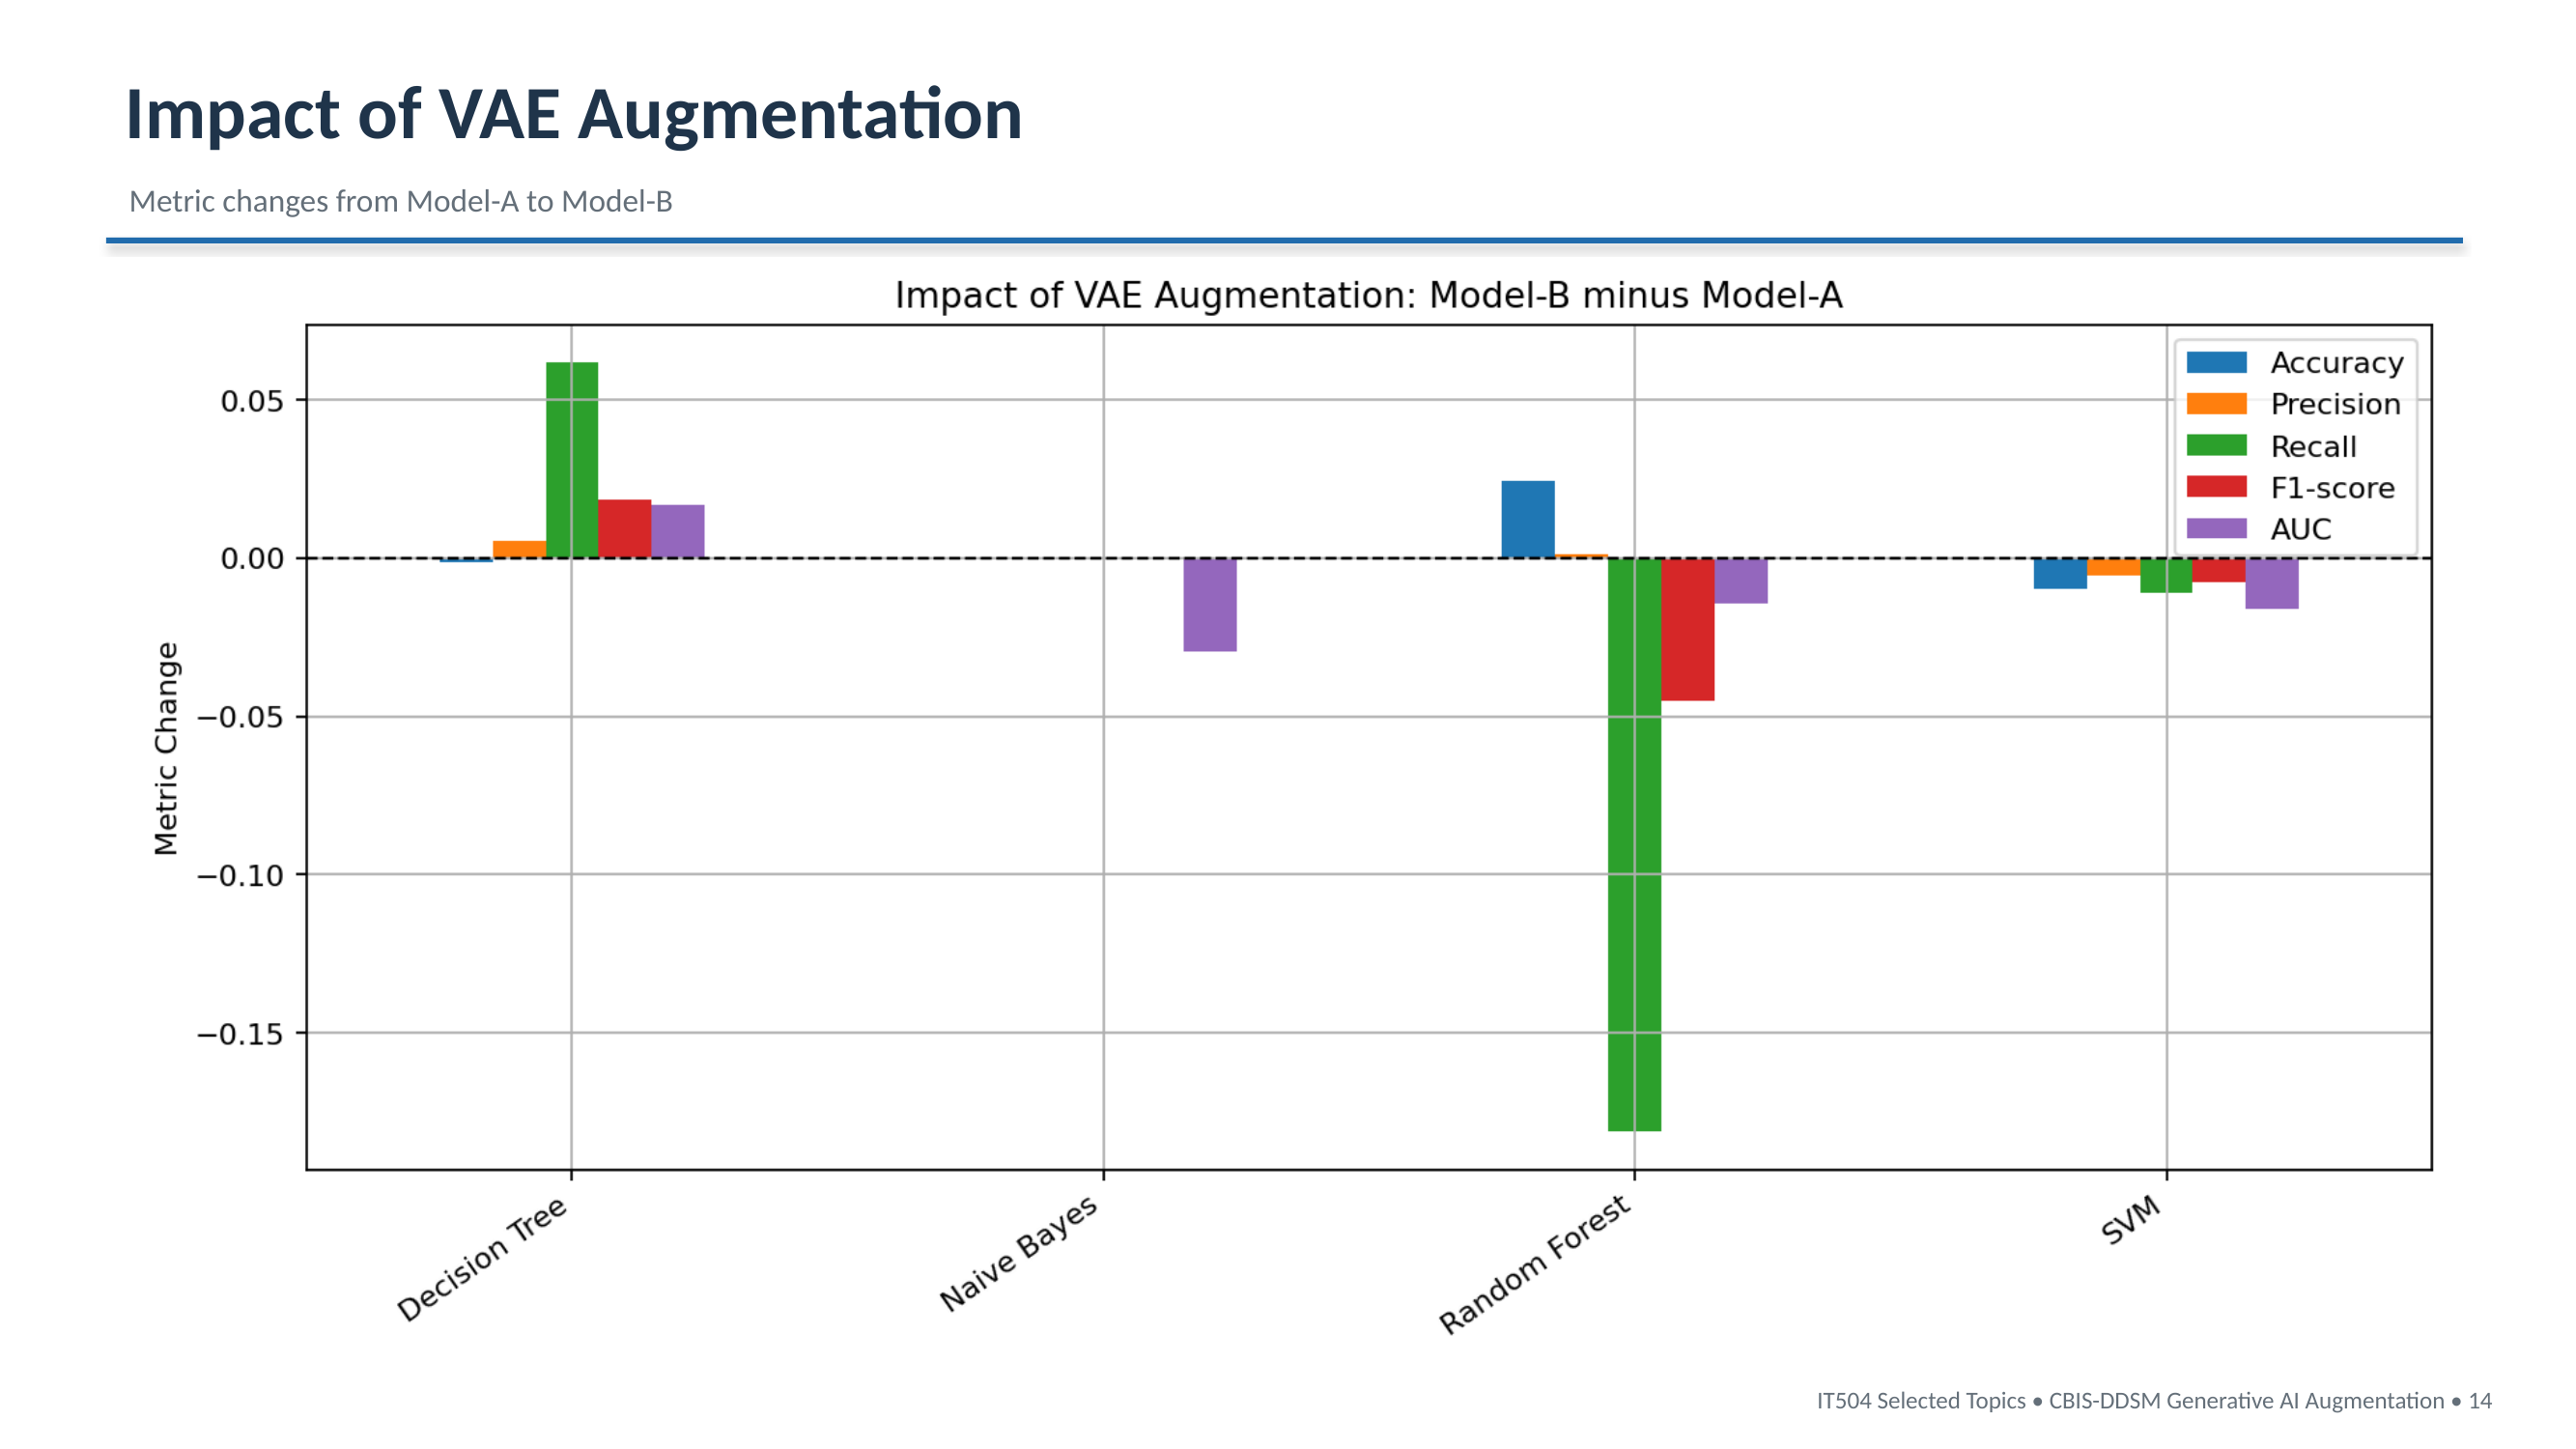 Impact of VAE Augmentation
Metric changes from Model-A to Model-B
Impact of VAE Augmentation: Model-B minus Model-A
Accuracy
Precision
Recall
F1-score
AUC
Metric Change
0.05
0.00
−0.05
−0.10
−0.15
Decision Tree
Naive Bayes
Random Forest
SVM
IT504 Selected Topics • CBIS-DDSM Generative AI Augmentation • 14